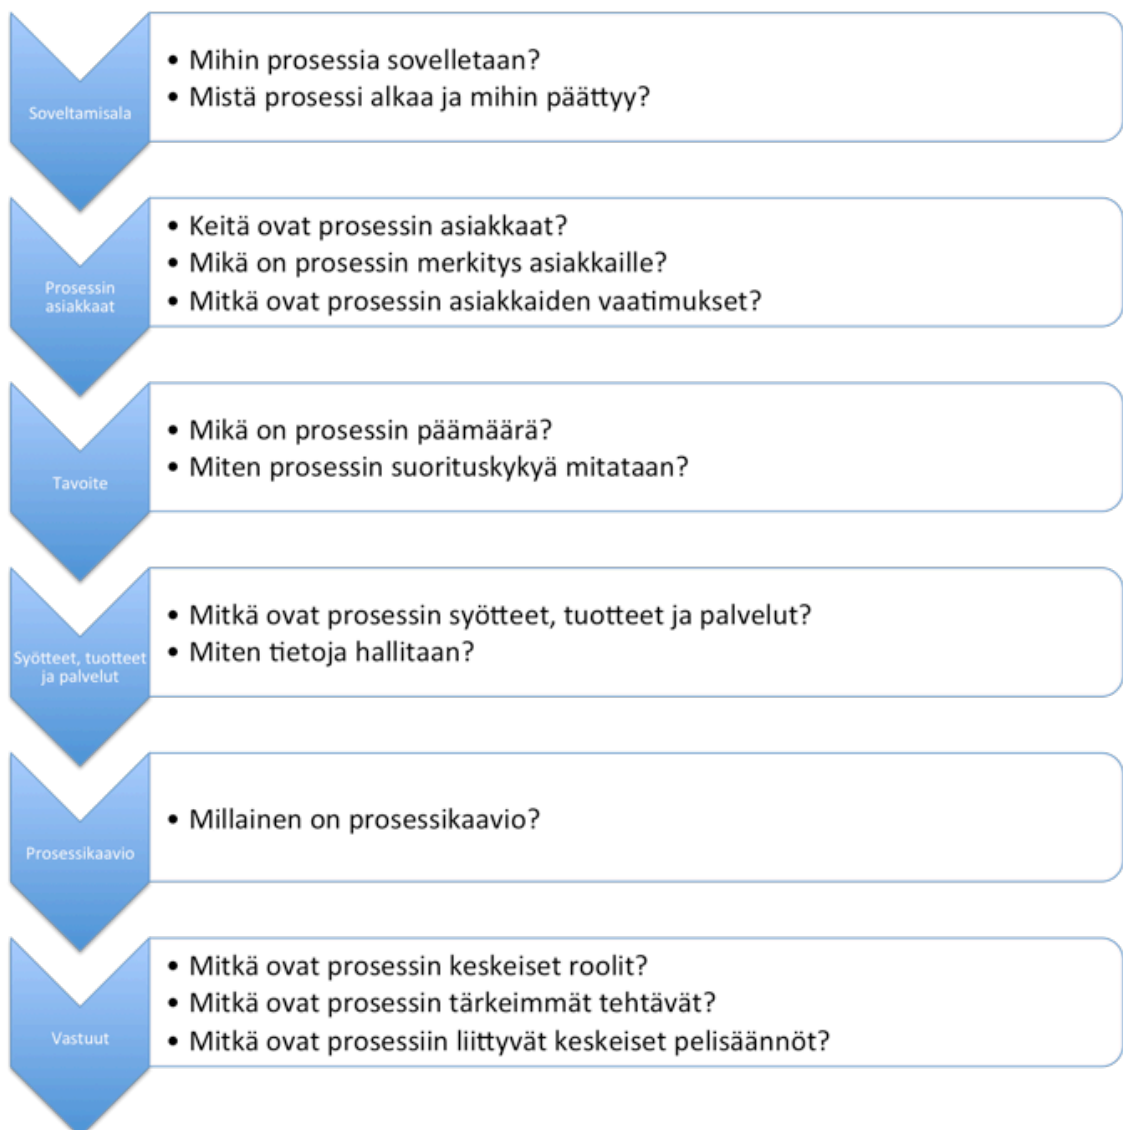 Soveltamisala
• Mihin prosessia sovelletaan?
• Mistä prosessi alkaa ja mihin päättyy?
Prosessin
asiakkaat
• Keitä ovat prosessin asiakkaat?
• Mikä on prosessin merkitys asiakkaille?
• Mitkä ovat prosessin asiakkaiden vaatimukset?
Tavoite
• Mikä on prosessin päämäärä?
• Miten prosessin suorituskykyä mitataan?
Syötteet, tuotteet
ja palvelut
• Mitkä ovat prosessin syötteet, tuotteet ja palvelut?
• Miten tietoja hallitaan?
Prosessikaavio
• Millainen on prosessikaavio?
Vastuut
• Mitkä ovat prosessin keskeiset roolit?
• Mitkä ovat prosessin tärkeimmät tehtävät?
• Mitkä ovat prosessiin liittyvät keskeiset pelisäännöt?